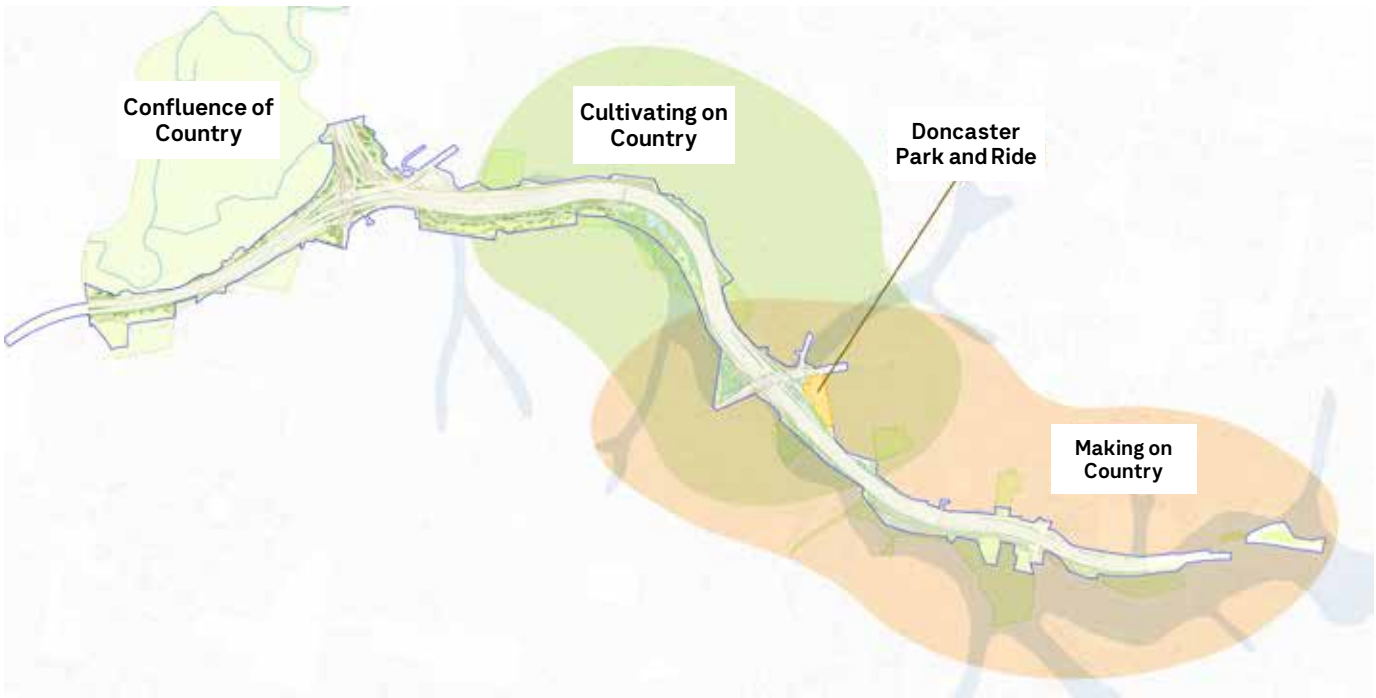 Confluence of
Country
Cultivating on
Country
Doncaster
Park and Ride
Making on
Country